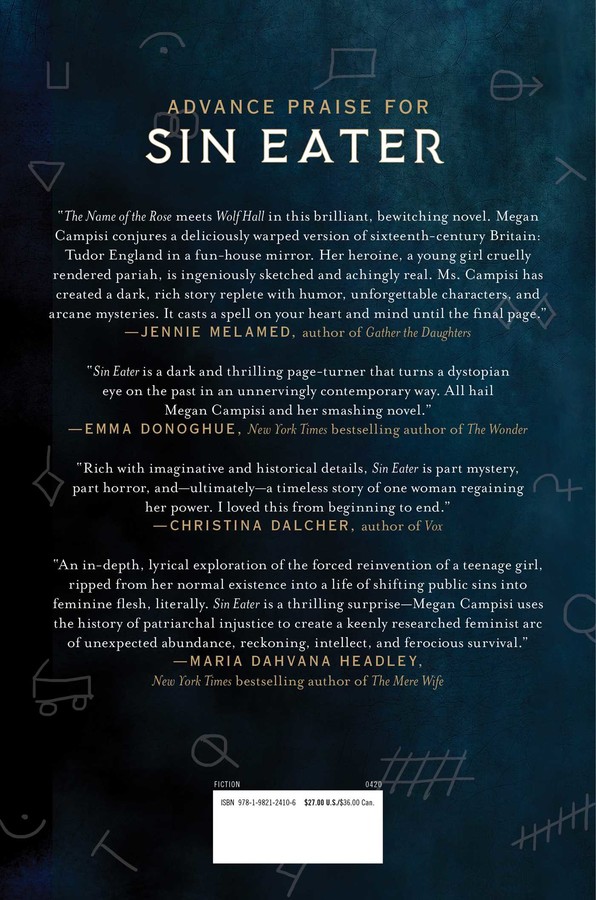 ADVANCE PRAISE FOR
SIN EATER
"The Name of the Rose meets Wolf Hall in this brilliant, bewitching novel. Megan
Campisi conjures a deliciously warped version of sixteenth-century Britain:
Tudor England in a fun-house mirror. Her heroine, a young girl cruelly
rendered pariah, is ingeniously sketched and achingly real. Ms. Campisi has
created a dark, rich story replete with humor, unforgettable characters, and
arcane mysteries. It casts a spell on your heart and mind until the final page."
—JENNIE MELAMED, author of Gather the Daughters
"Sin Eater is a dark and thrilling page-turner that turns a dystopian
eye on the past in an unnervingly contemporary way. All hail
Megan Campisi and her smashing novel."
—EMMA DONOGHUE, New York Times bestselling author of The Wonder
"Rich with imaginative and historical details, Sin Eater is part mystery,
part horror, and—ultimately—a timeless story of one woman regaining
her power. I loved this from beginning to end."
—CHRISTINA DALCHER, author of Vox
"An in-depth, lyrical exploration of the forced reinvention of a teenage girl,
ripped from her normal existence into a life of shifting public sins into
feminine flesh, literally. Sin Eater is a thrilling surprise—Megan Campisi uses
the history of patriarchal injustice to create a keenly researched feminist arc
of unexpected abundance, reckoning, intellect, and ferocious survival."
—MARIA DAHVANA HEADLEY,
New York Times bestselling author of The Mere Wife
FICTION 0420
ISBN 978-1-9821-2410-6 $27.00 U.S./$36.00 Can.